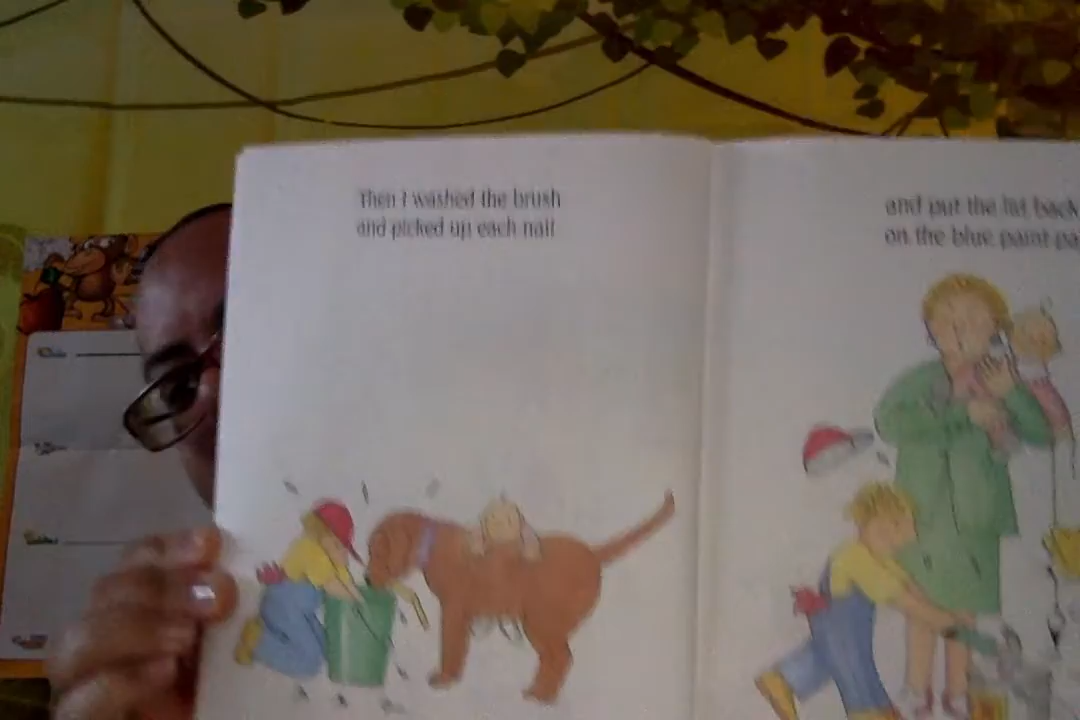 Then I washed the brush
and picked up each nail
and put the lid back
on the blue paint